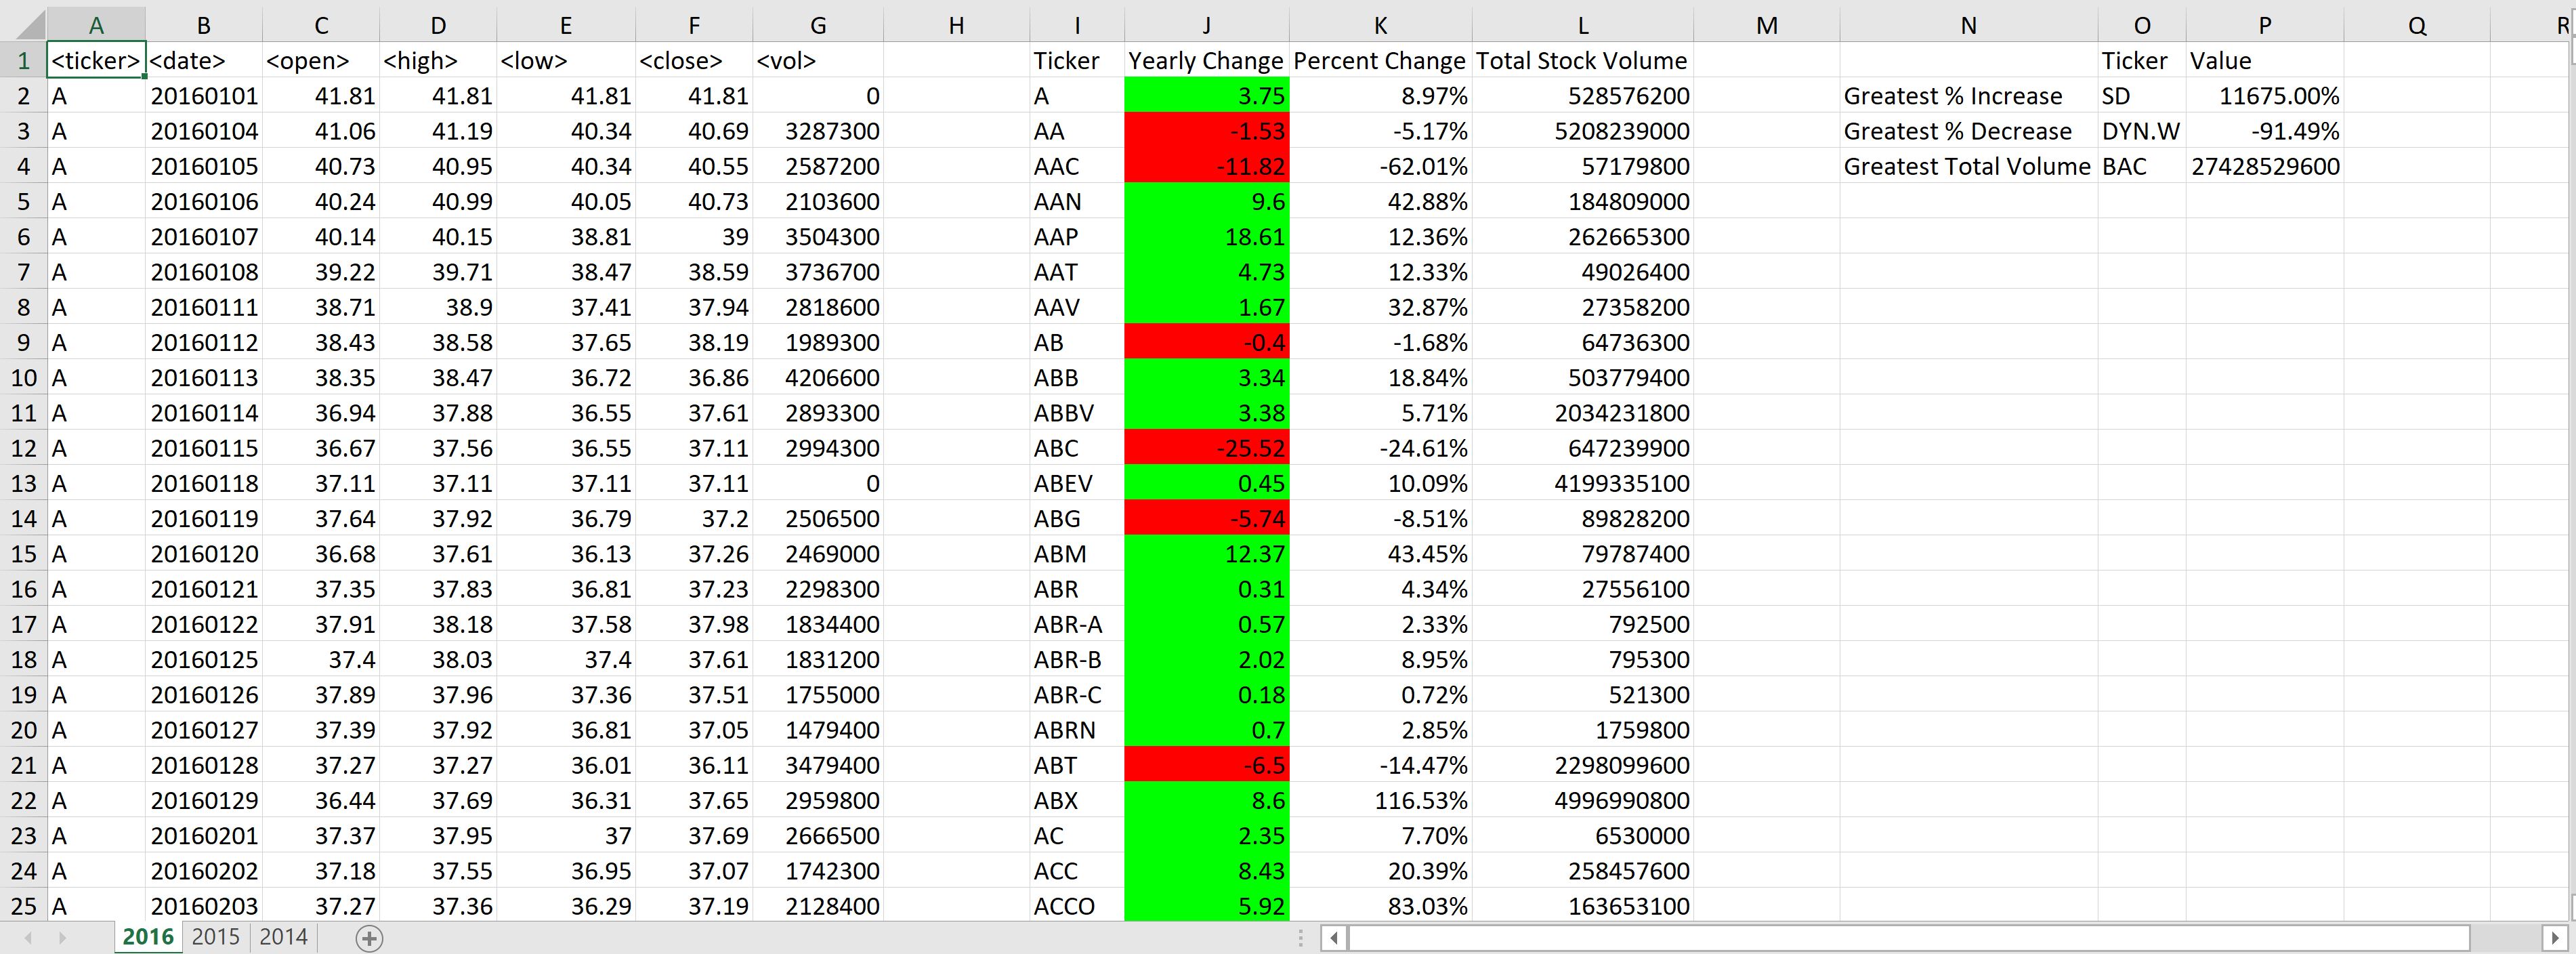 A B C D E F G H I J K L M N O P Q R
1 <ticker> <date> <open> <high> <low> <close> <vol> Ticker Yearly Change Percent Change Total Stock Volume Ticker Value
2 A 20160101 41.81 41.81 41.81 41.81 0 A 3.75 8.97% 528576200 Greatest % Increase SD 11675.00%
3 A 20160104 41.06 41.19 40.34 40.69 3287300 AA -1.53 -5.17% 5208239000 Greatest % Decrease DYN.W -91.49%
4 A 20160105 40.73 40.95 40.34 40.55 2587200 AAC -11.82 -62.01% 57179800 Greatest Total Volume BAC 27428529600
5 A 20160106 40.24 40.99 40.05 40.73 2103600 AAN 9.6 42.88% 184809000
6 A 20160107 40.14 40.15 38.81 39 3504300 AAP 18.61 12.36% 262665300
7 A 20160108 39.22 39.71 38.47 38.59 3736700 AAT 4.73 12.33% 49026400
8 A 20160111 38.71 38.9 37.41 37.94 2818600 AAV 1.67 32.87% 27358200
9 A 20160112 38.43 38.58 37.65 38.19 1989300 AB -0.4 -1.68% 64736300
10 A 20160113 38.35 38.47 36.72 36.86 4206600 ABB 3.34 18.84% 503779400
11 A 20160114 36.94 37.88 36.55 37.61 2893300 ABBV 3.38 5.71% 2034231800
12 A 20160115 36.67 37.56 36.55 37.11 2994300 ABC -25.52 -24.61% 647239900
13 A 20160118 37.11 37.11 37.11 37.11 0 ABEV 0.45 10.09% 4199335100
14 A 20160119 37.64 37.92 36.79 37.2 2506500 ABG -5.74 -8.51% 89828200
15 A 20160120 36.68 37.61 36.13 37.26 2469000 ABM 12.37 43.45% 79787400
16 A 20160121 37.35 37.83 36.81 37.23 2298300 ABR 0.31 4.34% 27556100
17 A 20160122 37.91 38.18 37.58 37.98 1834400 ABR-A 0.57 2.33% 792500
18 A 20160125 37.4 38.03 37.4 37.61 1831200 ABR-B 2.02 8.95% 795300
19 A 20160126 37.89 37.96 37.36 37.51 1755000 ABR-C 0.18 0.72% 521300
20 A 20160127 37.39 37.92 36.81 37.05 1479400 ABRN 0.7 2.85% 1759800
21 A 20160128 37.27 37.27 36.01 36.11 3479400 ABT -6.5 -14.47% 2298099600
22 A 20160129 36.44 37.69 36.31 37.65 2959800 ABX 8.6 116.53% 4996990800
23 A 20160201 37.37 37.95 37 37.69 2666500 AC 2.35 7.70% 6530000
24 A 20160202 37.18 37.55 36.95 37.07 1742300 ACC 8.43 20.39% 258457600
25 A 20160203 37.27 37.36 36.29 37.19 2128400 ACCO 5.92 83.03% 163653100
2016 2015 2014